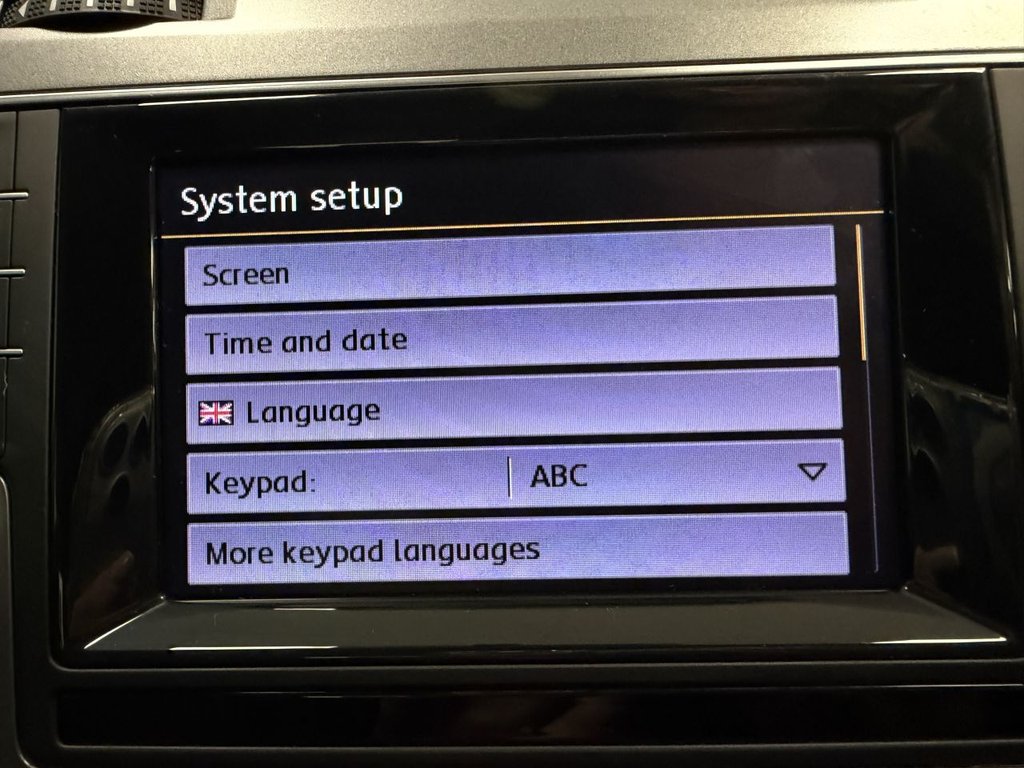 System setup
Screen
Time and date
Language
Keypad: ABC
More keypad languages